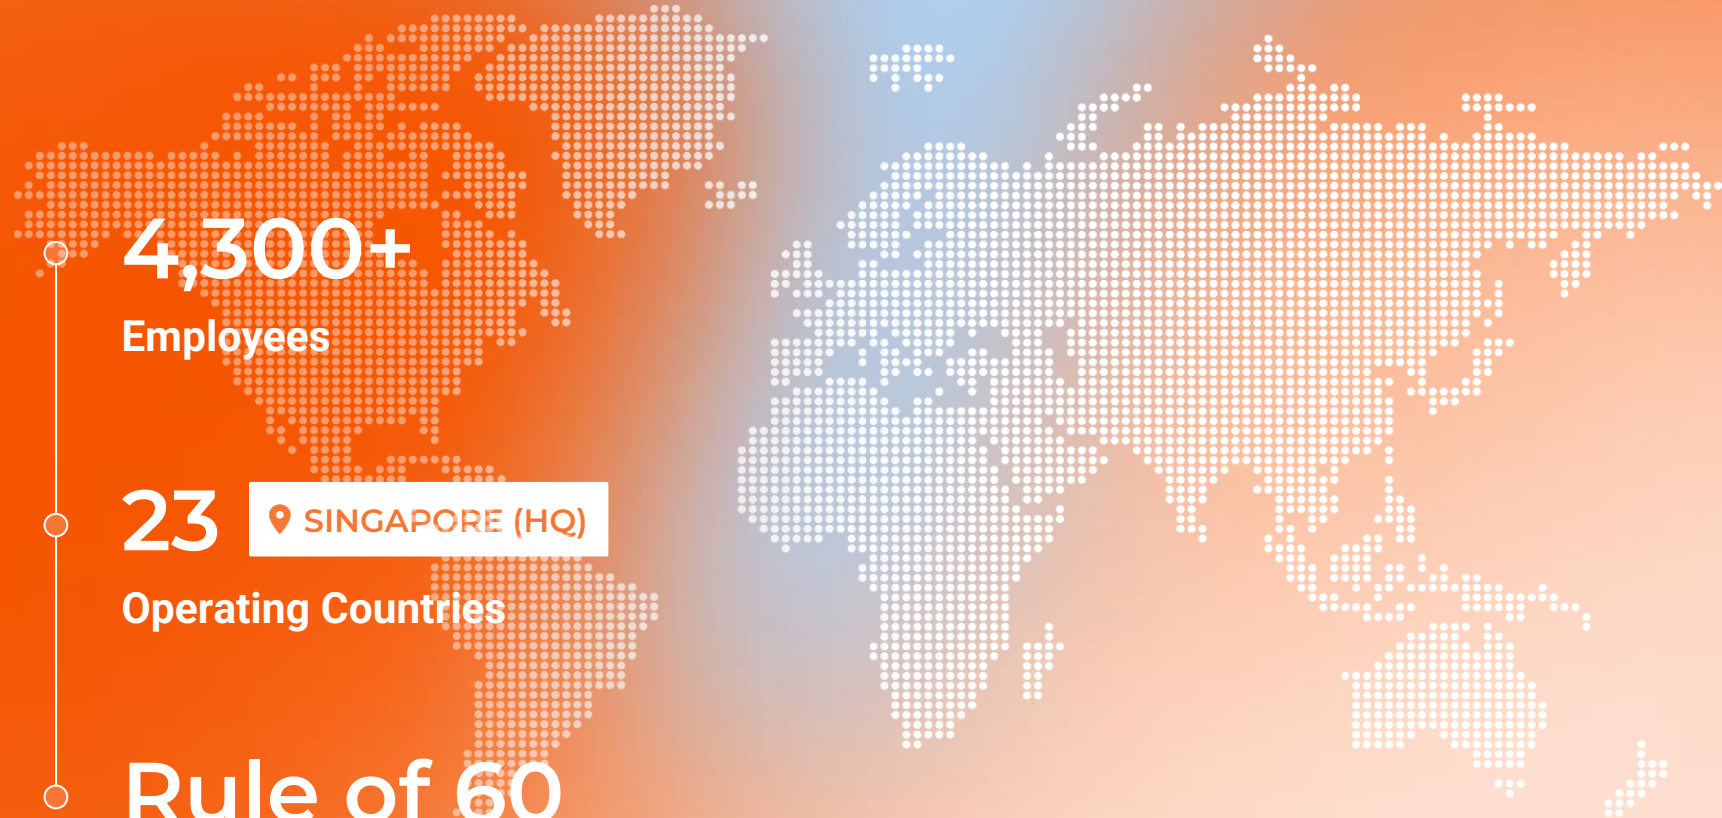 4,300+
Employees
23
SINGAPORE (HQ)
Operating Countries
Rule of 60